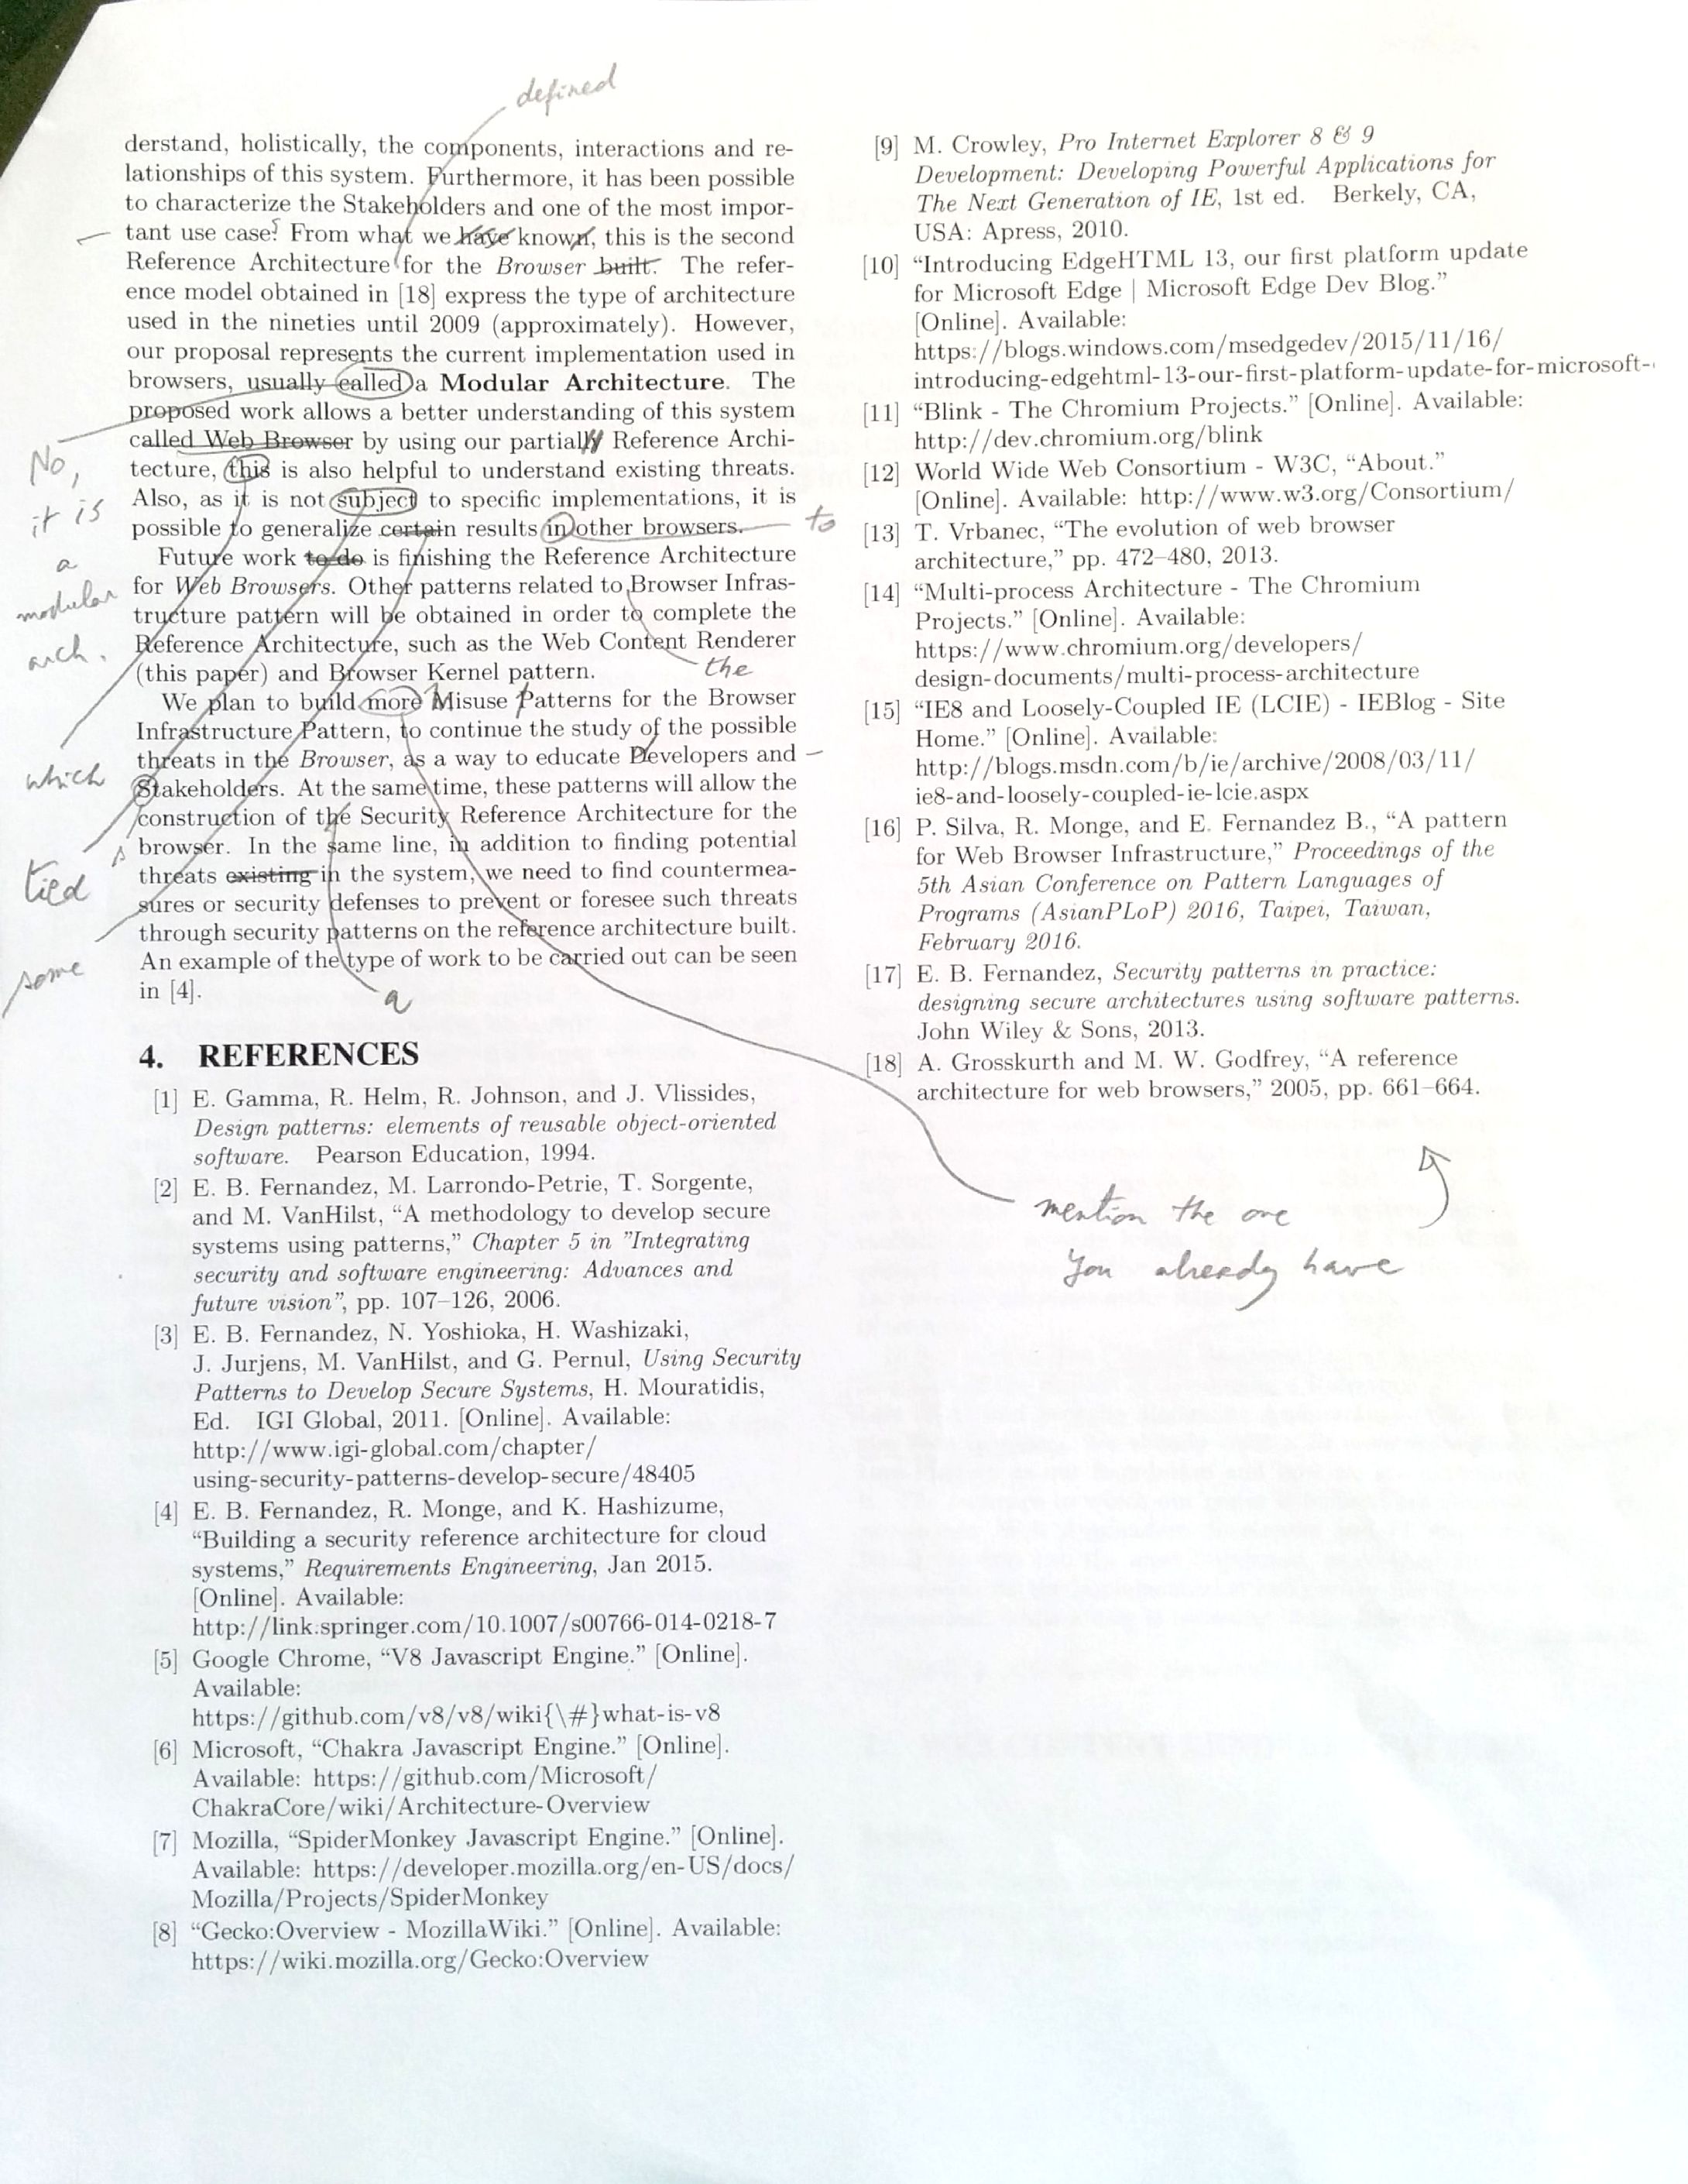 defined
derstand, holistically, the components, interactions and re-
lationships of this system. Furthermore, it has been possible
to characterize the Stakeholders and one of the most impor-
tant use case. From what we have known, this is the second
Reference Architecture for the Browser built. The refer-
ence model obtained in [18] express the type of architecture
used in the nineties until 2009 (approximately). However,
our proposal represents the current implementation used in
browsers, usually called a Modular Architecture. The
proposed work allows a better understanding of this system
called Web Browser by using our partially Reference Archi-
tecture, this is also helpful to understand existing threats.
Also, as it is not subject to specific implementations, it is
possible to generalize certain results in other browsers.
to
Future work to do is finishing the Reference Architecture
for Web Browsers. Other patterns related to Browser Infras-
tructure pattern will be obtained in order to complete the
Reference Architecture, such as the Web Content Renderer
(this paper) and Browser Kernel pattern.
the
We plan to build more Misuse Patterns for the Browser
Infrastructure Pattern, to continue the study of the possible
threats in the Browser, as a way to educate Developers and
Stakeholders. At the same time, these patterns will allow the
construction of the Security Reference Architecture for the
browser. In the same line, in addition to finding potential
threats existing in the system, we need to find countermea-
sures or security defenses to prevent or foresee such threats
through security patterns on the reference architecture built.
An example of the type of work to be carried out can be seen
in [4].
a
No,
it is
a
modular
arch.
which
s
tied
some
4. REFERENCES
[1] E. Gamma, R. Helm, R. Johnson, and J. Vlissides,
Design patterns: elements of reusable object-oriented
software. Pearson Education, 1994.
[2] E. B. Fernandez, M. Larrondo-Petrie, T. Sorgente,
and M. VanHilst, “A methodology to develop secure
systems using patterns,” Chapter 5 in ”Integrating
security and software engineering: Advances and
future vision”, pp. 107–126, 2006.
[3] E. B. Fernandez, N. Yoshioka, H. Washizaki,
J. Jurjens, M. VanHilst, and G. Pernul, Using Security
Patterns to Develop Secure Systems, H. Mouratidis,
Ed. IGI Global, 2011. [Online]. Available:
http://www.igi-global.com/chapter/
using-security-patterns-develop-secure/48405
[4] E. B. Fernandez, R. Monge, and K. Hashizume,
“Building a security reference architecture for cloud
systems,” Requirements Engineering, Jan 2015.
[Online]. Available:
http://link.springer.com/10.1007/s00766-014-0218-7
[5] Google Chrome, “V8 Javascript Engine.” [Online].
Available:
https://github.com/v8/v8/wiki{\#}what-is-v8
[6] Microsoft, “Chakra Javascript Engine.” [Online].
Available: https://github.com/Microsoft/
ChakraCore/wiki/Architecture-Overview
[7] Mozilla, “SpiderMonkey Javascript Engine.” [Online].
Available: https://developer.mozilla.org/en-US/docs/
Mozilla/Projects/SpiderMonkey
[8] “Gecko:Overview - MozillaWiki.” [Online]. Available:
https://wiki.mozilla.org/Gecko:Overview
[9] M. Crowley, Pro Internet Explorer 8 & 9
Development: Developing Powerful Applications for
The Next Generation of IE, 1st ed. Berkely, CA,
USA: Apress, 2010.
[10] “Introducing EdgeHTML 13, our first platform update
for Microsoft Edge | Microsoft Edge Dev Blog.”
[Online]. Available:
https://blogs.windows.com/msedgedev/2015/11/16/
introducing-edgehtml-13-our-first-platform-update-for-microsoft-
[11] “Blink - The Chromium Projects.” [Online]. Available:
http://dev.chromium.org/blink
[12] World Wide Web Consortium - W3C, “About.”
[Online]. Available: http://www.w3.org/Consortium/
[13] T. Vrbanec, “The evolution of web browser
architecture,” pp. 472–480, 2013.
[14] “Multi-process Architecture - The Chromium
Projects.” [Online]. Available:
https://www.chromium.org/developers/
design-documents/multi-process-architecture
[15] “IE8 and Loosely-Coupled IE (LCIE) - IEBlog - Site
Home.” [Online]. Available:
http://blogs.msdn.com/b/ie/archive/2008/03/11/
ie8-and-loosely-coupled-ie-lcie.aspx
[16] P. Silva, R. Monge, and E. Fernandez B., “A pattern
for Web Browser Infrastructure,” Proceedings of the
5th Asian Conference on Pattern Languages of
Programs (AsianPLoP) 2016, Taipei, Taiwan,
February 2016.
[17] E. B. Fernandez, Security patterns in practice:
designing secure architectures using software patterns.
John Wiley & Sons, 2013.
[18] A. Grosskurth and M. W. Godfrey, “A reference
architecture for web browsers,” 2005, pp. 661–664.
mention the one
you already have